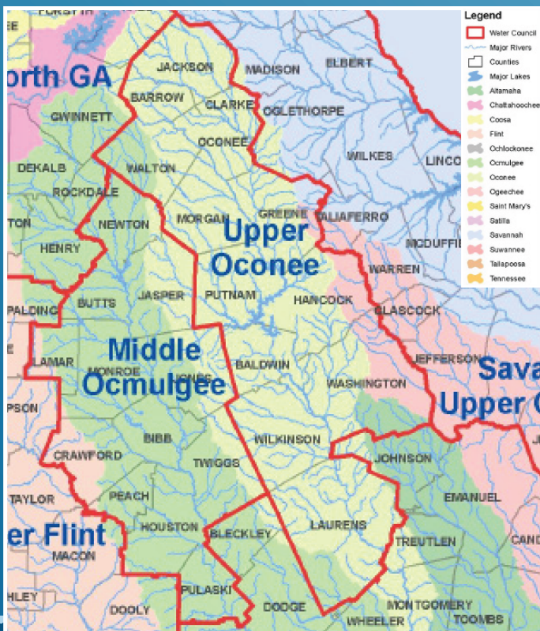 Legend
Water Council
Major Rivers
Counties
Major Lakes
Altamaha
Chattahoochee
Coosa
Flint
Ochlockonee
Ocmulgee
Oconee
Ogeechee
Saint Mary's
Satilla
Savannah
Suwannee
Tallapoosa
Tennessee
FORSYTH
JACKSON
MADISON
ELBERT
orth GA
BARROW
CLARKE
OGLETHORPE
GWINNETT
OCONEE
WILKES
LINCO
DEKALB
WALTON
ROCKDALE
TON
NEWTON
MORGAN
GREENE
TALIAFERRO
Upper
Oconee
MCDUFFI
HENRY
WARREN
PALDING
BUTTS
JASPER
PUTNAM
HANCOCK
GLASCOCK
Middle
Ocmulgee
LAMAR
MONROE
JONES
BALDWIN
JEFFERSON
Sava
Upper O
WASHINGTON
PSON
BIBB
WILKINSON
CRAWFORD
TWIGGS
JOHNSON
TAYLOR
PEACH
EMANUEL
HOUSTON
BLECKLEY
LAURENS
TREUTLEN
CAND
er Flint
MACON
PULASKI
HLEY
DOOLY
DODGE
MONTGOMERY
WHEELER
TOOMBS